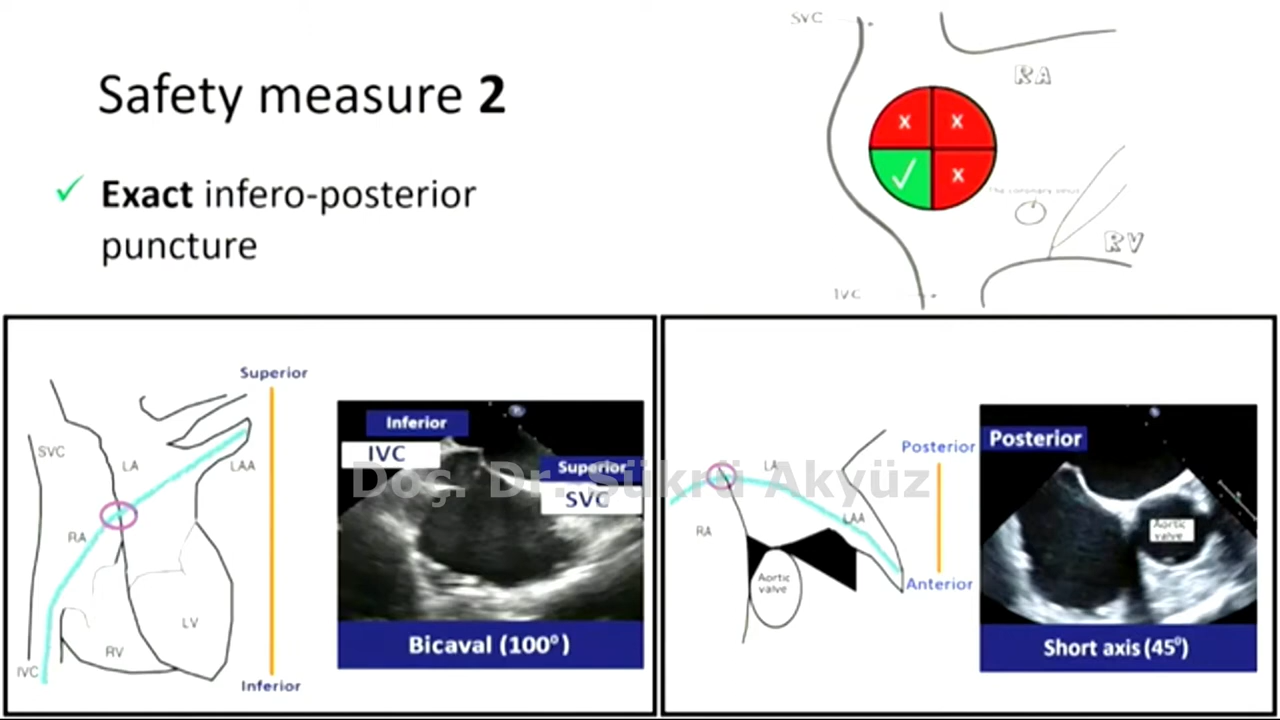 Safety measure 2
✓ Exact infero-posterior
puncture
SVC
RA
x x
✓ x
The coronary sinus
RV
IVC
Superior
SVC
LA
LAA
RA
LV
RV
IVC
Inferior
Inferior
IVC
Superior
SVC
Bicaval (100°)
Doç. Dr. Şükrü Akyüz
LA
RA
LAA
Aortic
valve
Posterior
Anterior
Posterior
Aortic
valve
Short axis (45⁰)